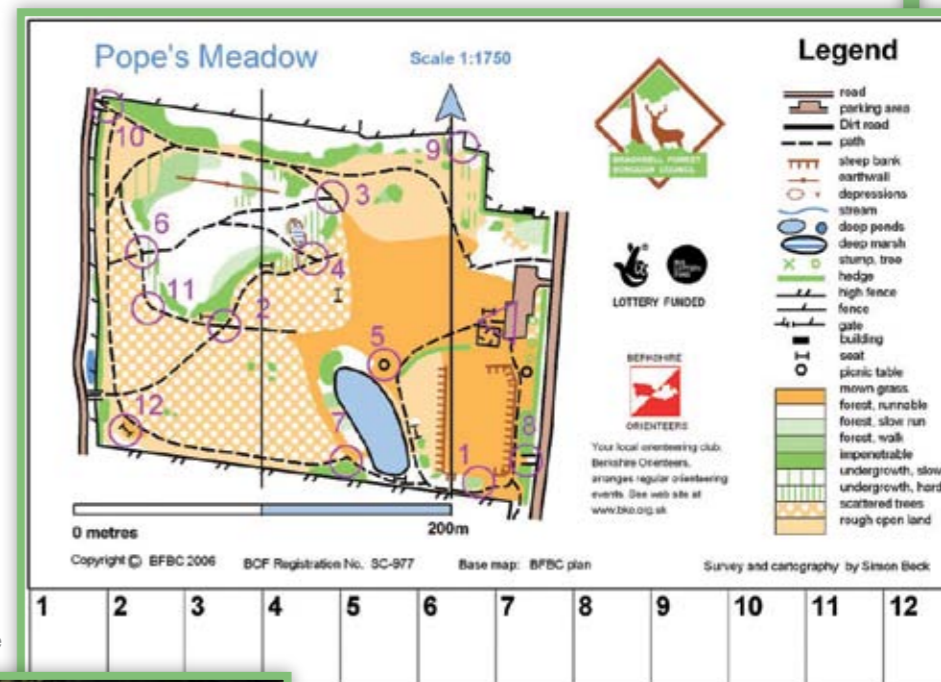 Pope's Meadow
Scale 1:1750
10
9
3
6
4
11
2
5
12
7
1
8
0 metres
200m
Copyright © BFBC 2006
BOF Registration No. SC-977
Base map: BFBC plan
Survey and cartography by Simon Beck
BRACKNELL FOREST
BOROUGH COUNCIL
LOTTERY FUNDED
BERKSHIRE
ORIENTEERS
Your local orienteering club,
Berkshire Orienteers,
arranges regular orienteering
events. See web site at
www.bko.org.uk
Legend
road
parking area
Dirt road
path
steep bank
earthwall
depressions
stream
deep ponds
deep marsh
stump, tree
hedge
high fence
fence
gate
building
seat
picnic table
mown grass
forest, runnable
forest, slow run
forest, walk
impenetrable
undergrowth, slow
undergrowth, hard
scattered trees
rough open land
1 2 3 4 5 6 7 8 9 10 11 12